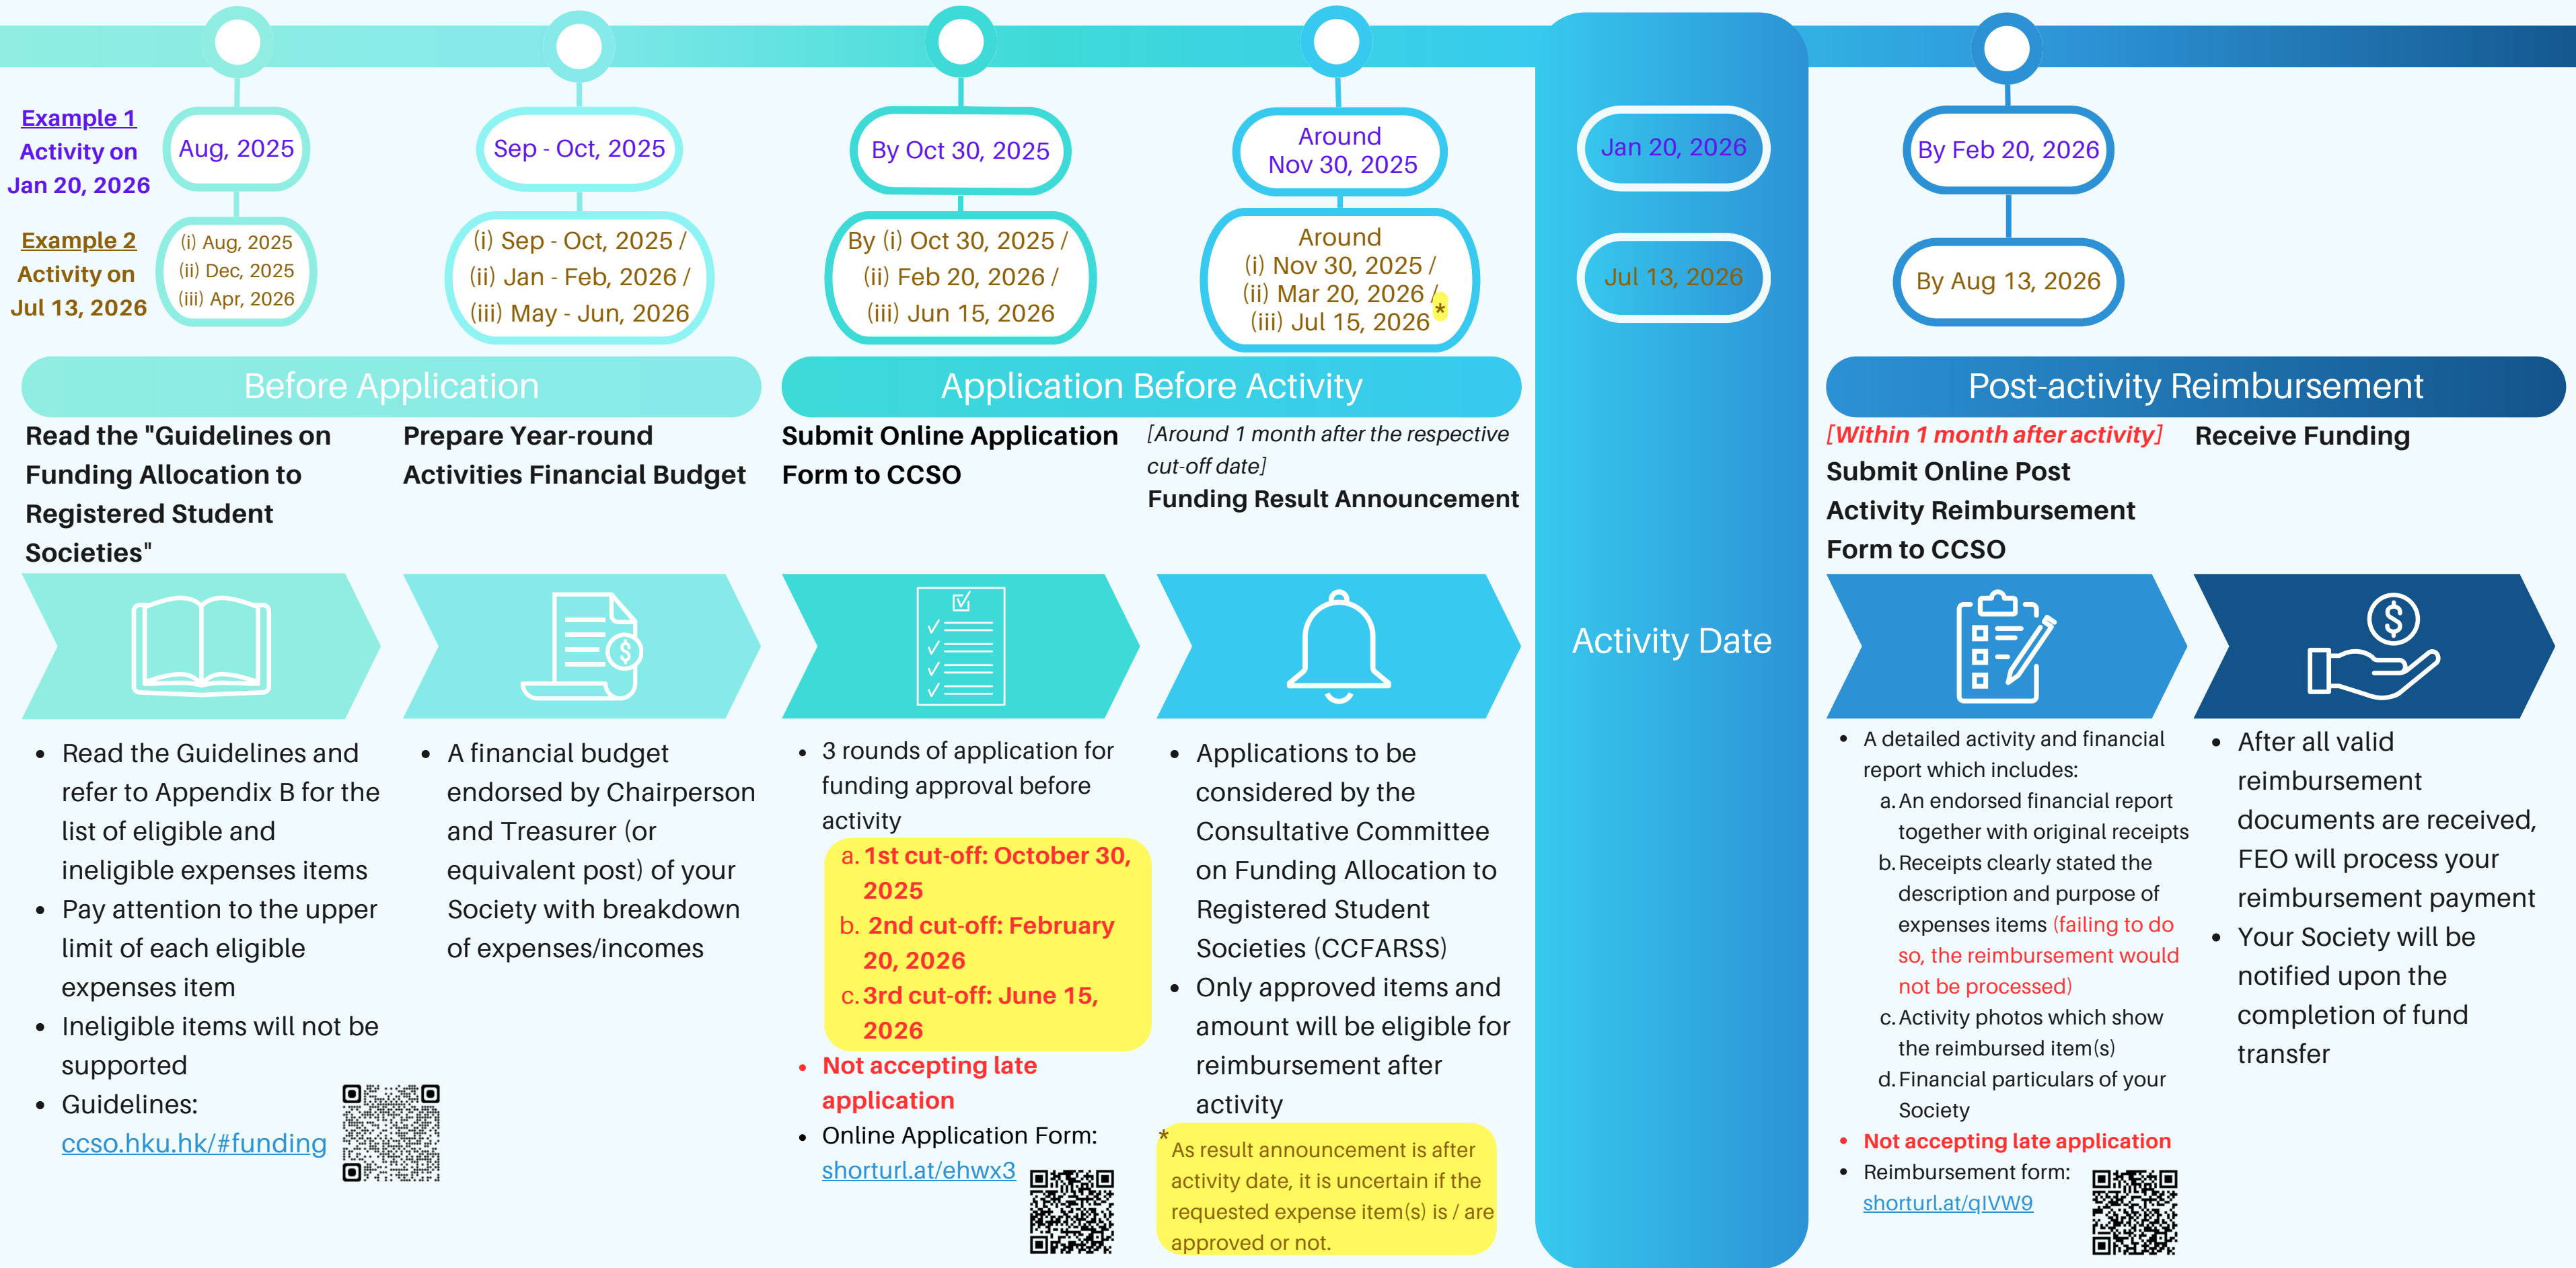 Example 1
Activity on
Jan 20, 2026
Aug, 2025
Sep - Oct, 2025
By Oct 30, 2025
Around
Nov 30, 2025
Jan 20, 2026
By Feb 20, 2026
Example 2
Activity on
Jul 13, 2026
(i) Aug, 2025
(ii) Dec, 2025
(iii) Apr, 2026
(i) Sep - Oct, 2025 /
(ii) Jan - Feb, 2026 /
(iii) May - Jun, 2026
By (i) Oct 30, 2025 /
(ii) Feb 20, 2026 /
(iii) Jun 15, 2026
Around
(i) Nov 30, 2025 /
(ii) Mar 20, 2026 /
(iii) Jul 15, 2026 *
Jul 13, 2026
By Aug 13, 2026
Before Application
Read the "Guidelines on
Funding Allocation to
Registered Student
Societies"
Read the Guidelines and
refer to Appendix B for the
list of eligible and
ineligible expenses items
Pay attention to the upper
limit of each eligible
expenses item
Ineligible items will not be
supported
Guidelines:
ccso.hku.hk/#funding
Prepare Year-round
Activities Financial Budget
A financial budget
endorsed by Chairperson
and Treasurer (or
equivalent post) of your
Society with breakdown
of expenses/incomes
Application Before Activity
Submit Online Application
Form to CCSO
3 rounds of application for
funding approval before
activity
a. 1st cut-off: October 30,
2025
b. 2nd cut-off: February
20, 2026
c. 3rd cut-off: June 15,
2026
Not accepting late
application
Online Application Form:
shorturl.at/ehwx3
[Around 1 month after the respective
cut-off date]
Funding Result Announcement
Applications to be
considered by the
Consultative Committee
on Funding Allocation to
Registered Student
Societies (CCFARSS)
Only approved items and
amount will be eligible for
reimbursement after
activity
* As result announcement is after
activity date, it is uncertain if the
requested expense item(s) is / are
approved or not.
Activity Date
Post-activity Reimbursement
[Within 1 month after activity]
Submit Online Post
Activity Reimbursement
Form to CCSO
A detailed activity and financial
report which includes:
a. An endorsed financial report
together with original receipts
b. Receipts clearly stated the
description and purpose of
expenses items (failing to do
so, the reimbursement would
not be processed)
c. Activity photos which show
the reimbursed item(s)
d. Financial particulars of your
Society
Not accepting late application
Reimbursement form:
shorturl.at/qIVW9
Receive Funding
After all valid
reimbursement
documents are received,
FEO will process your
reimbursement payment
Your Society will be
notified upon the
completion of fund
transfer